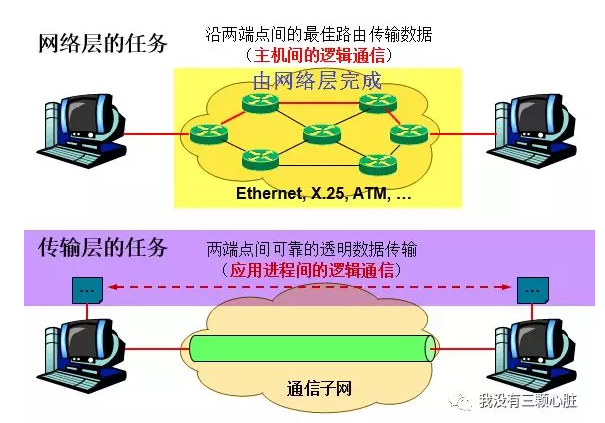 网络层的任务
沿两端点间的最佳路由传输数据
（主机间的逻辑通信）
由网络层完成
Ethernet, X.25, ATM, …
传输层的任务
两端点间可靠的透明数据传输
（应用进程间的逻辑通信）
…
…
通信子网
我没有三颗心脏